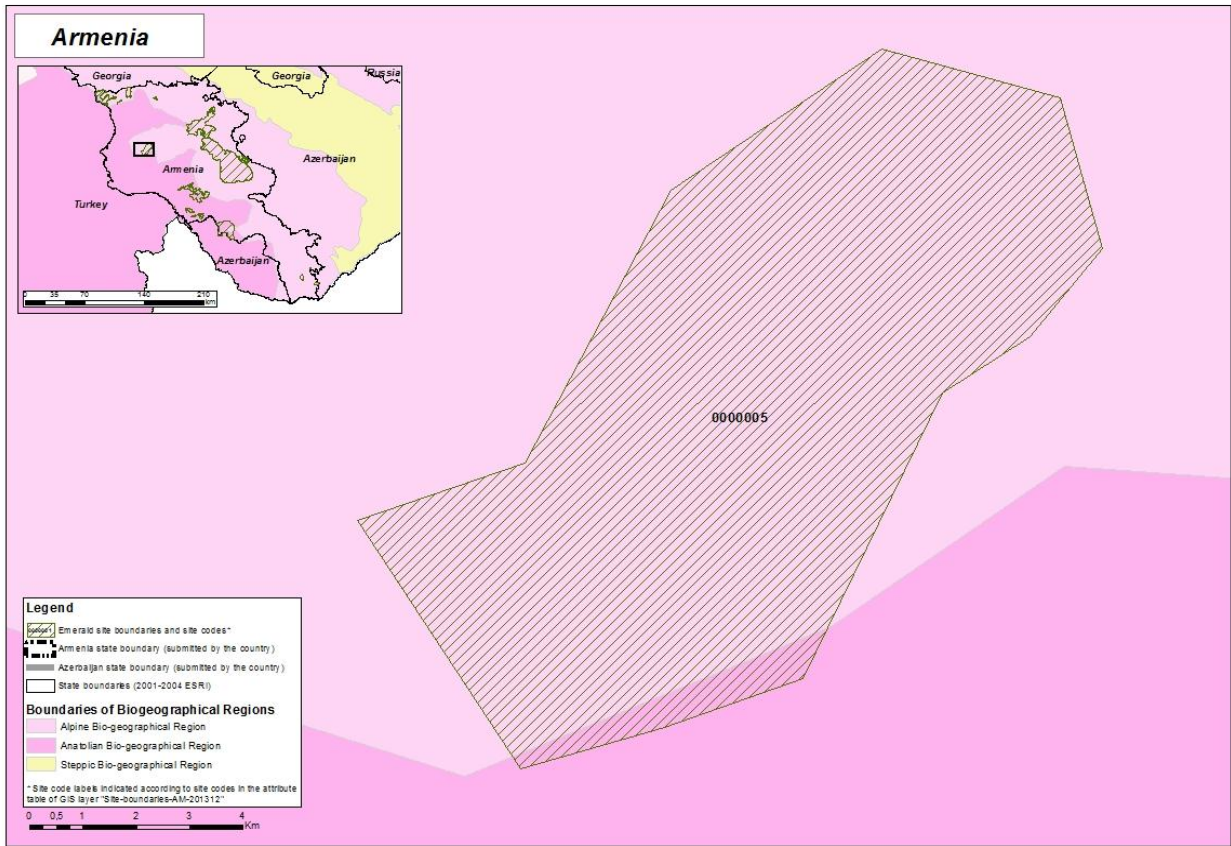 Armenia
Georgia
Georgia
Russia
Azerbaijan
Armenia
Turkey
Azerbaijan
0 35 70 140 210
km
0000005
Legend
0000001 Emerald site boundaries and site codes*
Armenia state boundary (submitted by the country)
Azerbaijan state boundary (submitted by the country)
State boundaries (2001-2004 ESRI)
Boundaries of Biogeographical Regions
Alpine Bio-geographical Region
Anatolian Bio-geographical Region
Steppic Bio-geographical Region
* Site code labels indicated according to site codes in the attribute
table of GIS layer "Site-boundaries-AM-201312"
0 0,5 1 2 3 4
Km